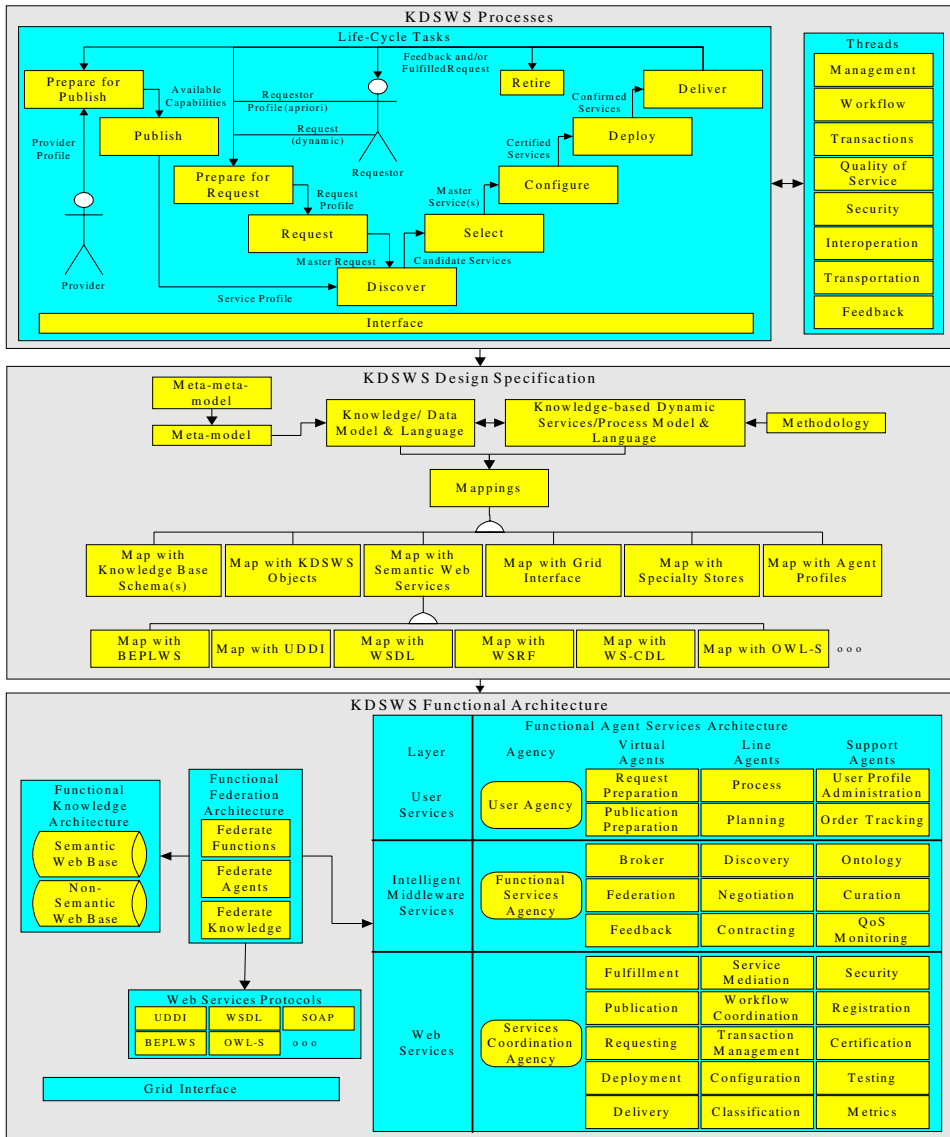 KDSWS Processes
Life-Cycle Tasks
Prepare for
Publish
Available
Capabilities
Publish
Provider
Profile
Provider
Requestor
Profile(apriori)
Request
(dynamic)
Requestor
Feedback and/or
Fulfilled Request
Retire
Prepare for
Request
Request
Profile
Request
Master Request
Service Profile
Discover
Candidate Services
Select
Master
Service(s)
Configure
Certified
Services
Deploy
Confirmed
Services
Deliver
Interface
Threads
Management
Workflow
Transactions
Quality of
Service
Security
Interoperation
Transportation
Feedback
KDSWS Design Specification
Meta-meta-
model
Meta-model
Knowledge/ Data
Model & Language
Knowledge-based Dynamic
Services/Process Model &
Language
Methodology
Mappings
Map with
Knowledge Base
Schema(s)
Map with KDSWS
Objects
Map with
Semantic Web
Services
Map with Grid
Interface
Map with
Specialty Stores
Map with Agent
Profiles
Map with
BEPLWS
Map with UDDI
Map with
WSDL
Map with
WSRF
Map with
WS-CDL
Map with OWL-S
o o o
KDSWS Functional Architecture
Functional
Knowledge
Architecture
Semantic
Web Base
Non-
Semantic
Web Base
Functional
Federation
Architecture
Federate
Functions
Federate
Agents
Federate
Knowledge
Web Services Protocols
UDDI
WSDL
SOAP
BEPLWS
OWL-S
o o o
Grid Interface
Functional Agent Services Architecture
Layer
Agency
Virtual
Agents
Line
Agents
Support
Agents
User
Services
User Agency
Request
Preparation
Process
User Profile
Administration
Publication
Preparation
Planning
Order Tracking
Intelligent
Middleware
Services
Functional
Services
Agency
Broker
Discovery
Ontology
Federation
Negotiation
Curation
Feedback
Contracting
QoS
Monitoring
Web
Services
Services
Coordination
Agency
Fulfillment
Service
Mediation
Security
Publication
Workflow
Coordination
Registration
Requesting
Transaction
Management
Certification
Deployment
Configuration
Testing
Delivery
Classification
Metrics